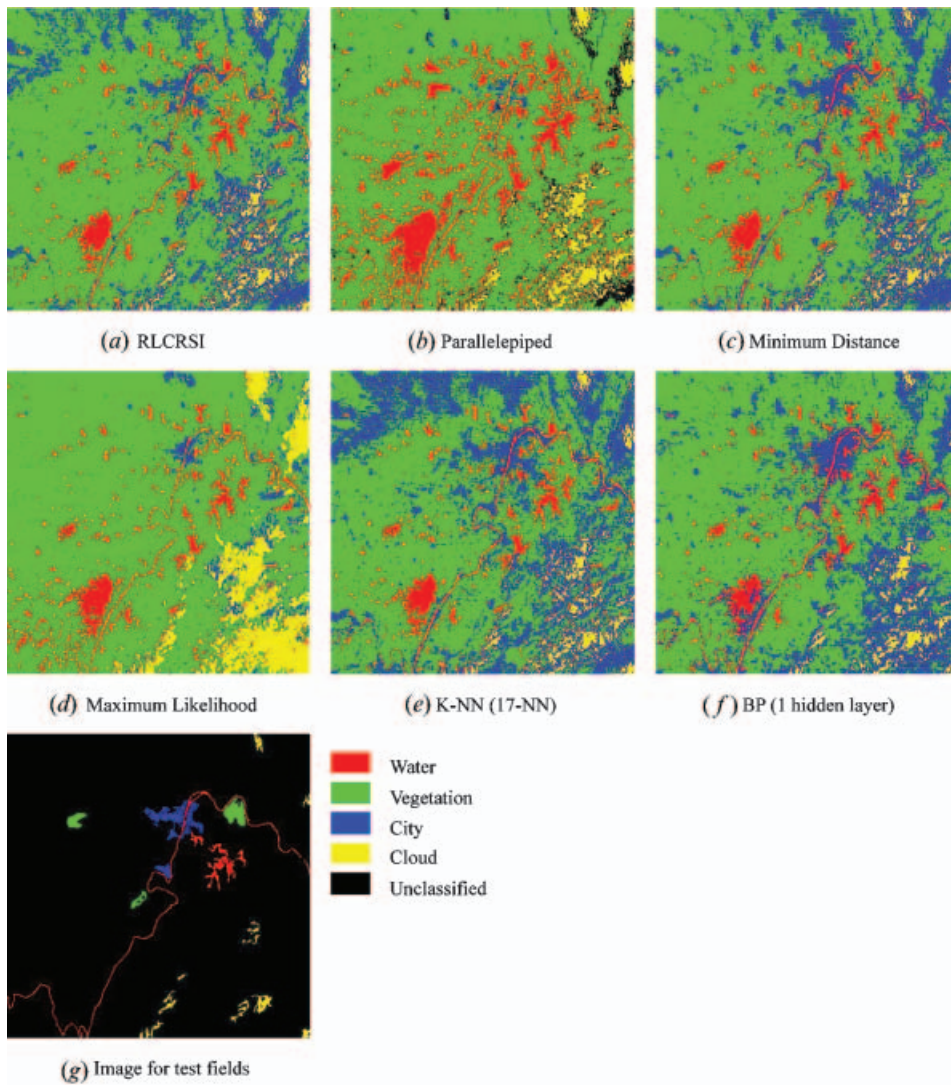 (a) RLCRSI
(b) Parallelepiped
(c) Minimum Distance
(d) Maximum Likelihood
(e) K-NN (17-NN)
(f) BP (1 hidden layer)
Water
Vegetation
City
Cloud
Unclassified
(g) Image for test fields